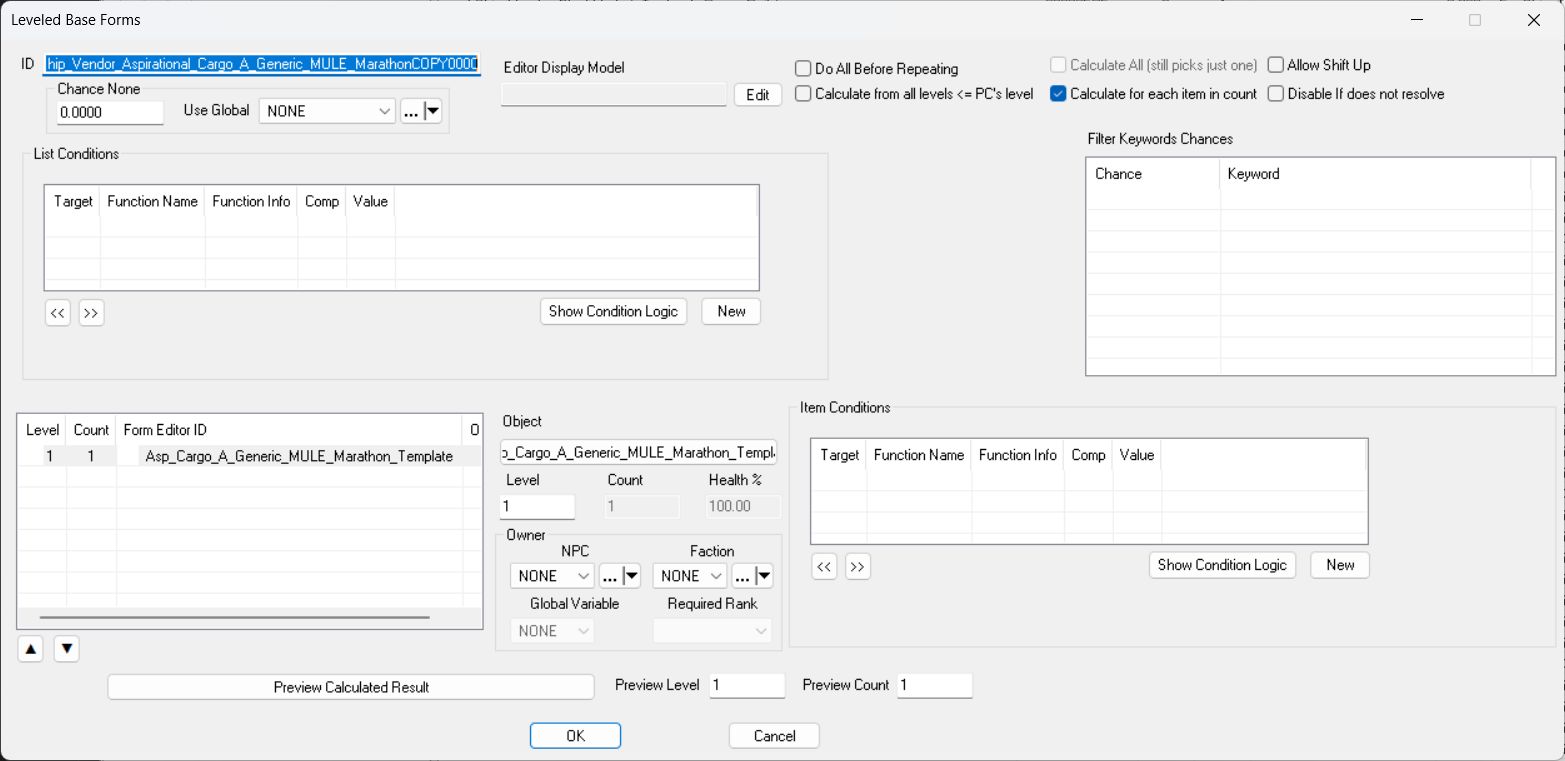 Leveled Base Forms
ID hip_Vendor_Aspirational_Cargo_A_Generic_MULE_MarathonCOPY0000
Chance None
0.0000 Use Global NONE ...
Editor Display Model
Edit
Do All Before Repeating
Calculate from all levels <= PC's level
Calculate All (still picks just one) Allow Shift Up
Calculate for each item in count Disable If does not resolve
Filter Keywords Chances
Chance Keyword
List Conditions
Target Function Name Function Info Comp Value
<< >> Show Condition Logic New
Level Count Form Editor ID O
1 1 Asp_Cargo_A_Generic_MULE_Marathon_Template
Object
o_Cargo_A_Generic_MULE_Marathon_Templ
Level Count Health %
1 1 100.00
Owner
NPC Faction
NONE ... NONE ...
Global Variable Required Rank
NONE
Item Conditions
Target Function Name Function Info Comp Value
<< >> Show Condition Logic New
Preview Calculated Result Preview Level 1 Preview Count 1
OK Cancel